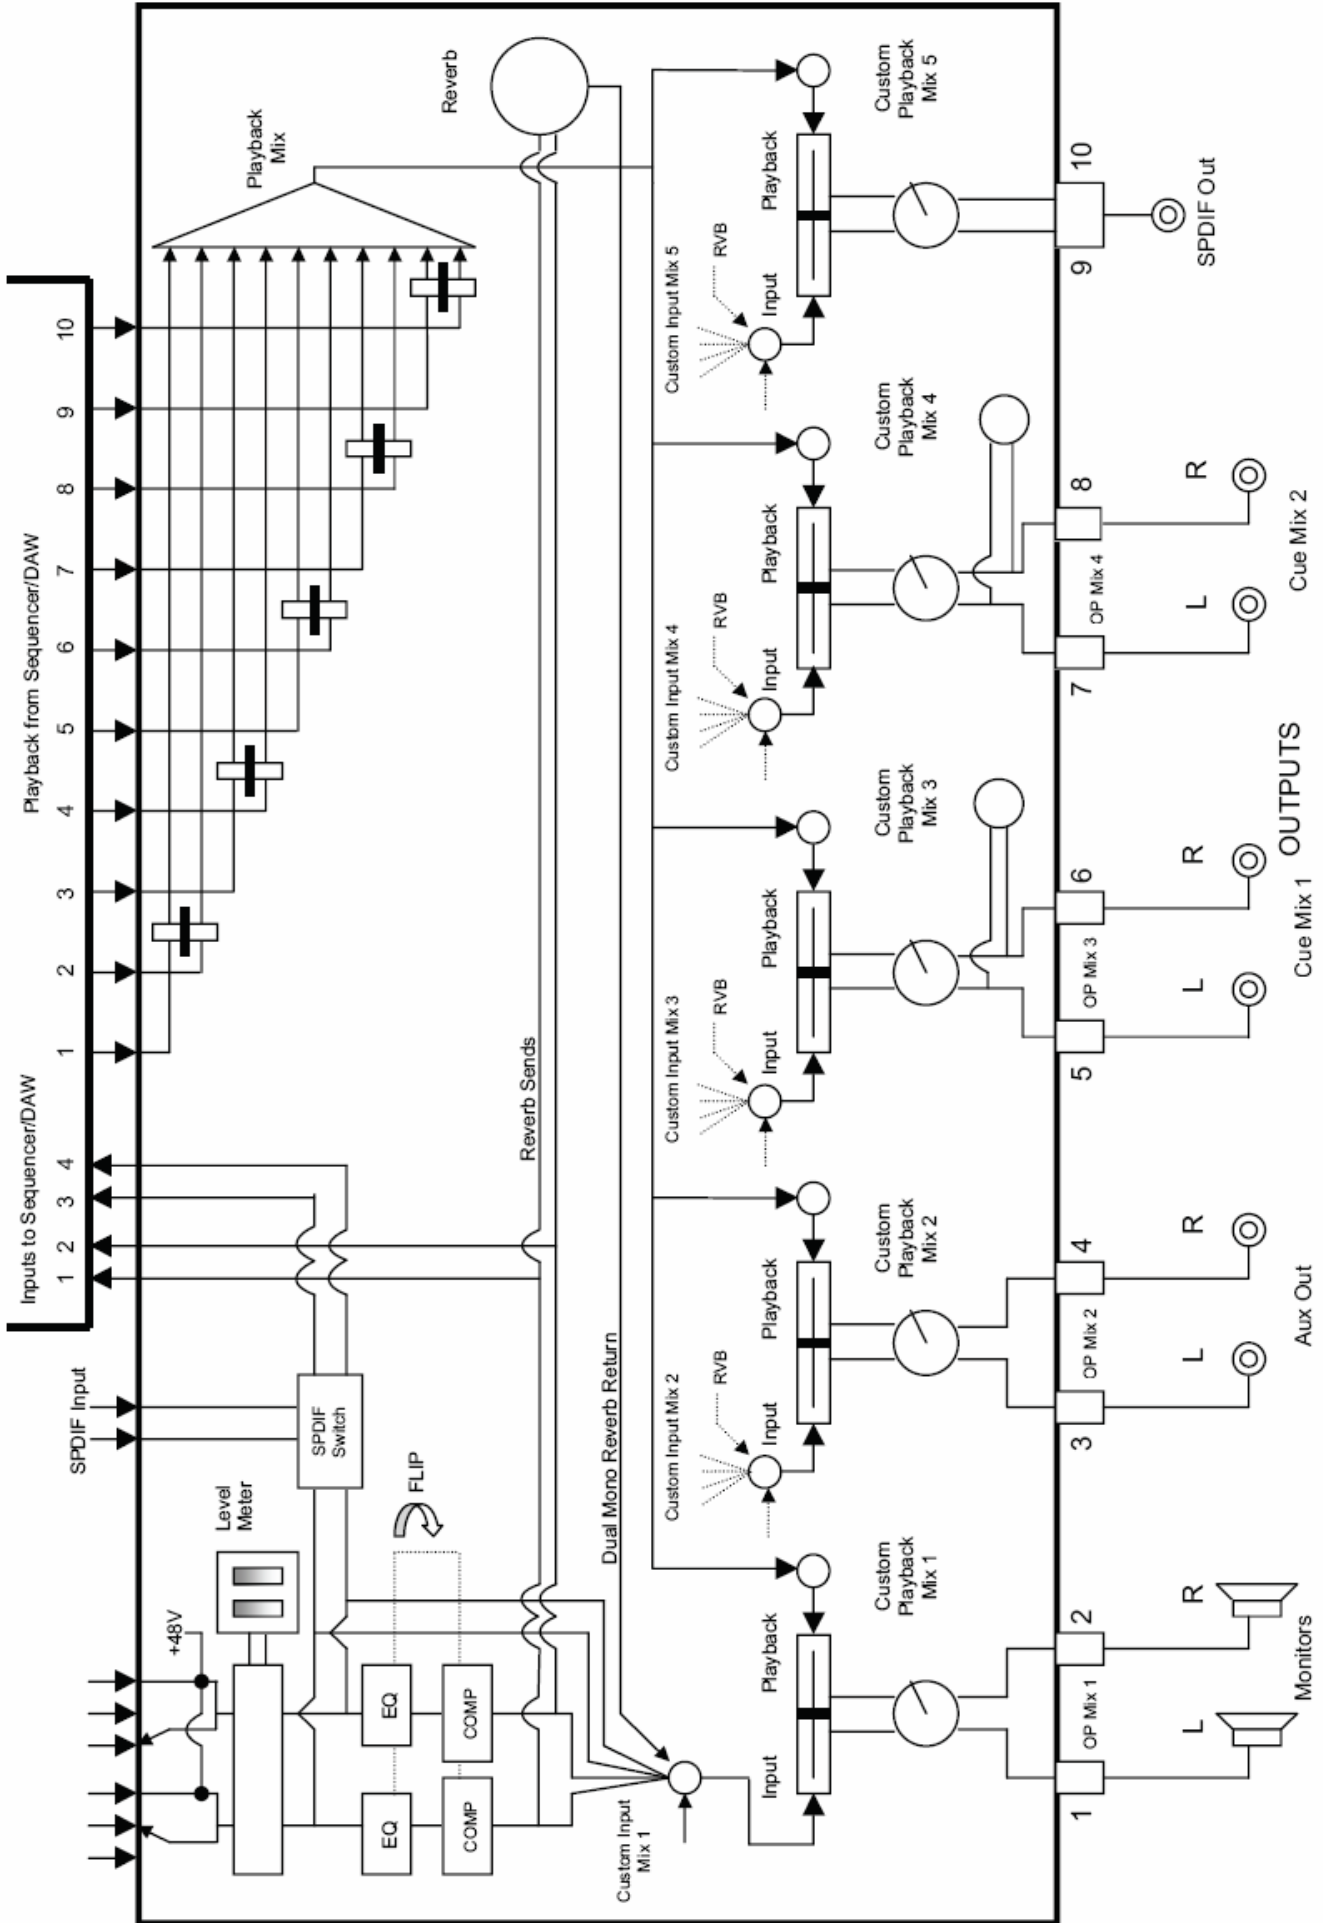 Inputs to Sequencer/DAW
1
2
3
4
Playback from Sequencer/DAW
1
2
3
4
5
6
7
8
9
10
SPDIF Input
+48V
Level
Meter
SPDIF
Switch
FLIP
EQ
EQ
COMP
COMP
Playback
Mix
Reverb
Reverb Sends
Dual Mono Reverb Return
Custom Input
Mix 1
Input
Playback
Custom
Playback
Mix 1
Custom Input Mix 2
RVB
Input
Playback
Custom
Playback
Mix 2
Custom Input Mix 3
RVB
Input
Playback
Custom
Playback
Mix 3
Custom Input Mix 4
RVB
Input
Playback
Custom
Playback
Mix 4
Custom Input Mix 5
RVB
Input
Playback
Custom
Playback
Mix 5
1
OP Mix 1
2
3
OP Mix 2
4
5
OP Mix 3
6
7
OP Mix 4
8
9
10
L
R
Monitors
L
R
Aux Out
L
R
Cue Mix 1
L
R
Cue Mix 2
SPDIF Out
OUTPUTS